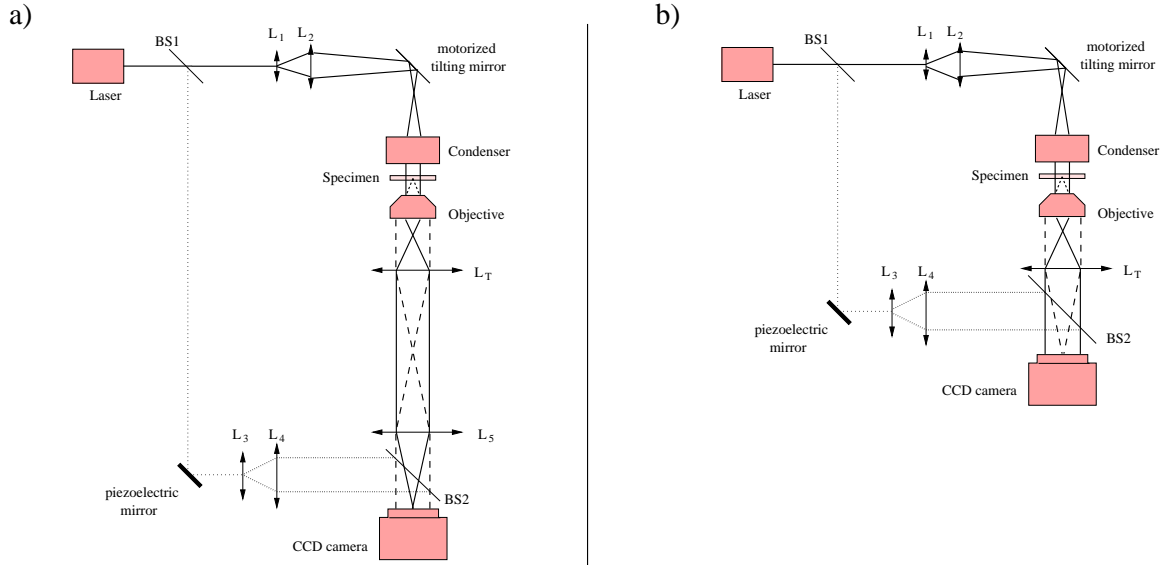 a)
BS1
L1
L2
motorized
tilting mirror
Laser
Condenser
Specimen
Objective
LT
L5
L3
L4
BS2
piezoelectric
mirror
CCD camera
b)
BS1
L1
L2
motorized
tilting mirror
Laser
Condenser
Specimen
Objective
LT
L3
L4
BS2
piezoelectric
mirror
CCD camera